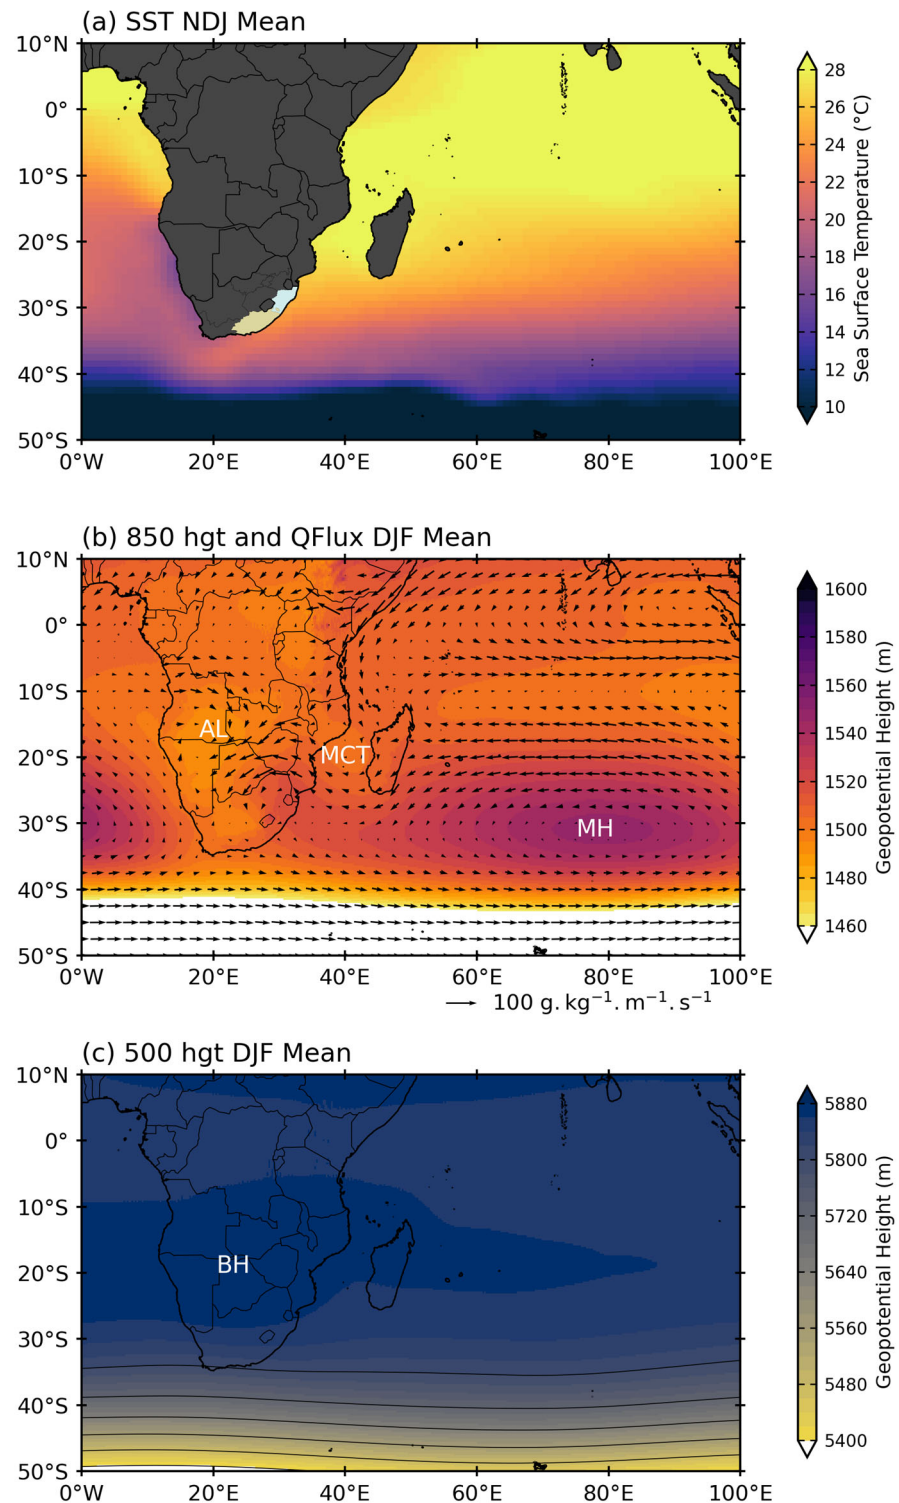 (a) SST NDJ Mean
10°N
0°
10°S
20°S
30°S
40°S
50°S
0°W 20°E 40°E 60°E 80°E 100°E
28
26
24
22
20
18
16
14
12
10
Sea Surface Temperature (°C)
(b) 850 hgt and QFlux DJF Mean
10°N
0°
10°S
20°S
30°S
40°S
50°S
AL
MCT
MH
0°W 20°E 40°E 60°E 80°E 100°E
100 g.kg⁻¹.m⁻¹.s⁻¹
1600
1580
1560
1540
1520
1500
1480
1460
Geopotential Height (m)
(c) 500 hgt DJF Mean
10°N
0°
10°S
20°S
30°S
40°S
50°S
BH
0°W 20°E 40°E 60°E 80°E 100°E
5880
5800
5720
5640
5560
5480
5400
Geopotential Height (m)